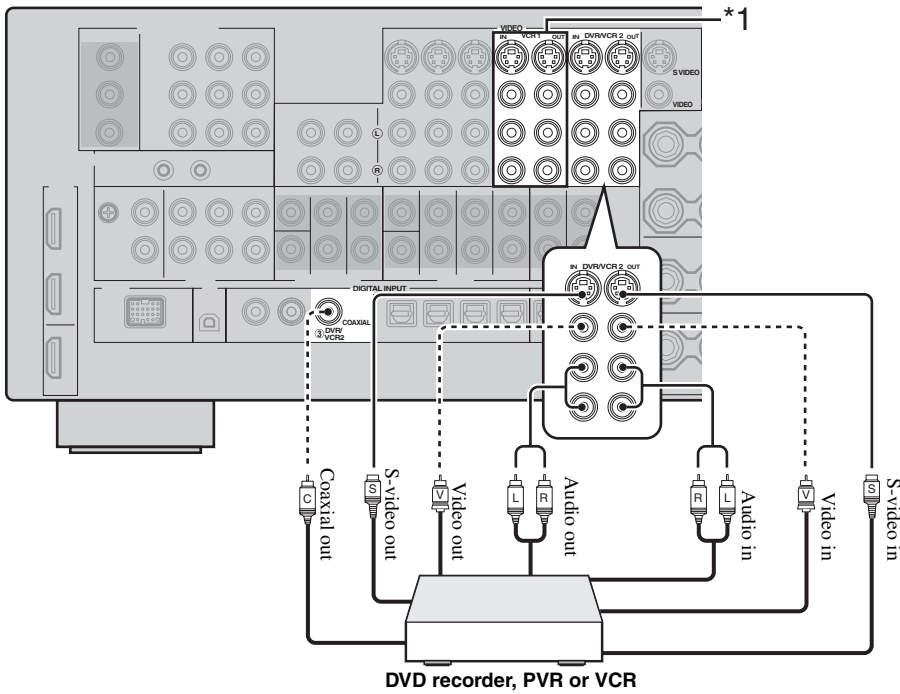 *1
VIDEO
IN VCR 1 OUT
IN DVR/VCR 2 OUT
S VIDEO
VIDEO
L
R
IN DVR/VCR 2 OUT
DIGITAL INPUT
COAXIAL
③ DVR/
VCR2
C
S
V
L
R
R
L
V
S
Coaxial out
S-video out
Video out
Audio out
Audio in
Video in
S-video in
DVD recorder, PVR or VCR